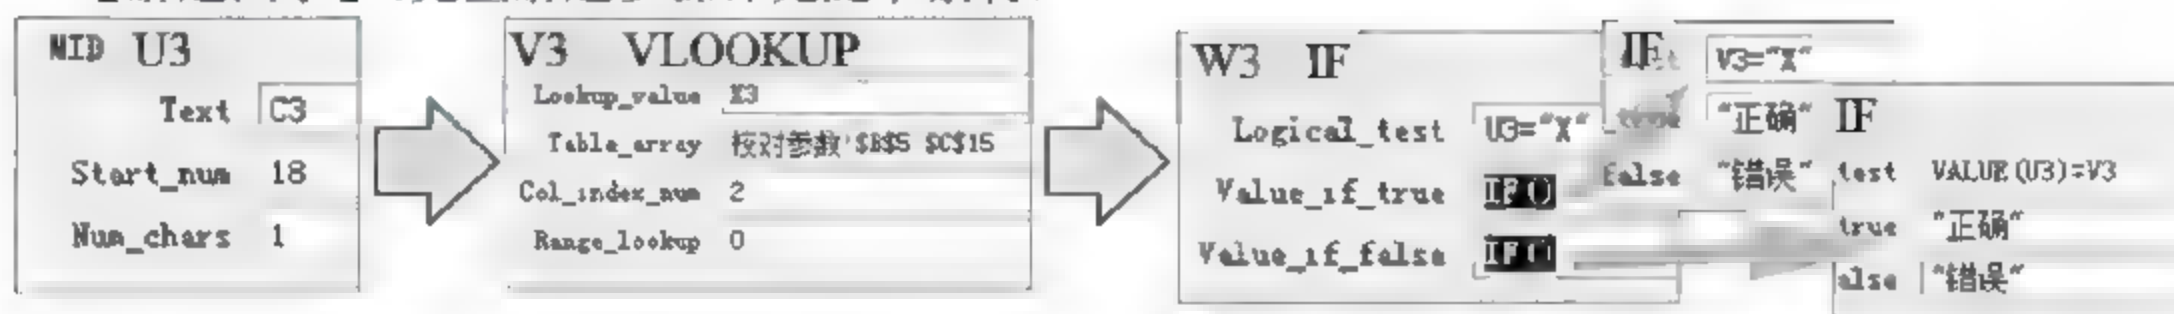 MID U3
Text C3
Start_num 18
Num_chars 1
V3 VLOOKUP
Lookup_value X3
Table_array 校对参数'$B$5 $C$15
Col_index_num 2
Range_lookup 0
W3 IF
Logical_test U3="X"
Value_if_true IF()
Value_if_false IF()
IF
V3="X"
_true "正确"
false "错误"
IF
test VALUE(U3)=V3
true "正确"
alse "错误"